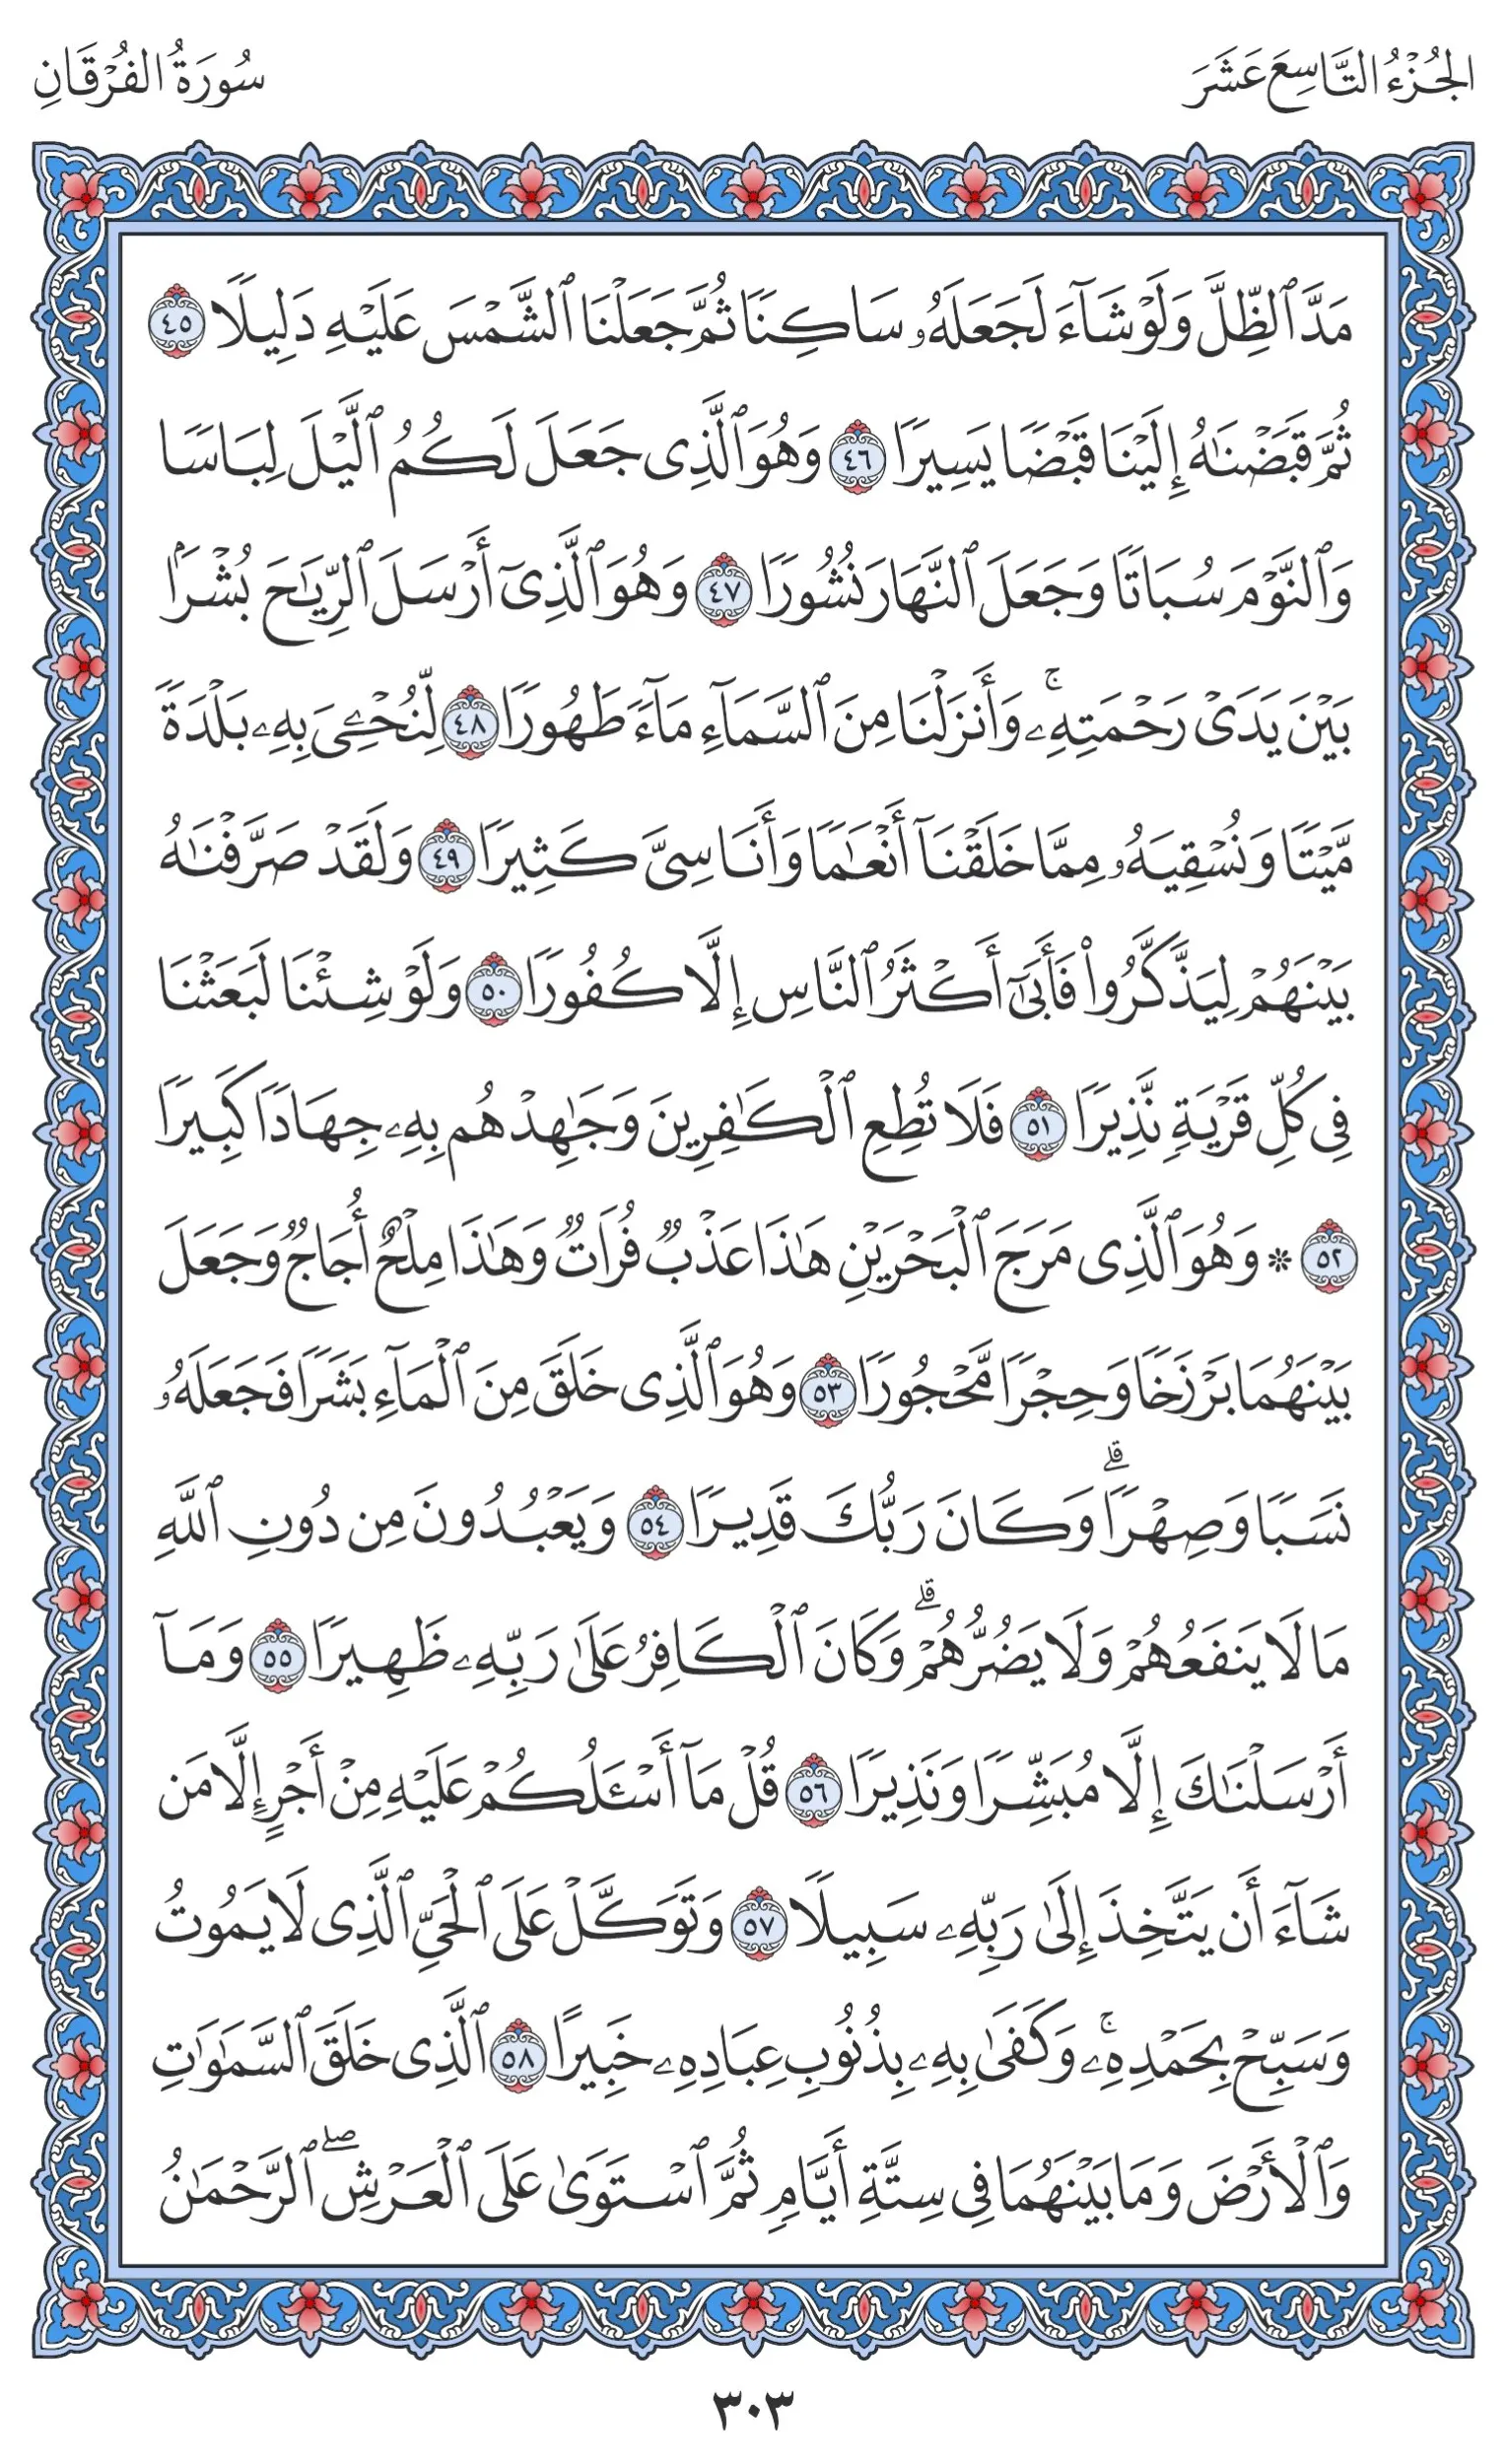 الجُزْءُ التَّاسِعَ عَشَرَ
سُورَةُ الفُرْقَانِ
مَدَّ ٱلظِّلَّ وَلَوْ شَآءَ لَجَعَلَهُۥ سَاكِنًا ثُمَّ جَعَلْنَا ٱلشَّمْسَ عَلَيْهِ دَلِيلًا ٤٥
ثُمَّ قَبَضْنَٰهُ إِلَيْنَا قَبْضًا يَسِيرًا ٤٦ وَهُوَ ٱلَّذِى جَعَلَ لَكُمُ ٱلَّيْلَ لِبَاسًا
وَٱلنَّوْمَ سُبَاتًا وَجَعَلَ ٱلنَّهَارَ نُشُورًا ٤٧ وَهُوَ ٱلَّذِىٓ أَرْسَلَ ٱلرِّيَٰحَ بُشْرًۢا
بَيْنَ يَدَىْ رَحْمَتِهِۦۚ وَأَنزَلْنَا مِنَ ٱلسَّمَآءِ مَآءً طَهُورًا ٤٨ لِّنُحْـِۧىَ بِهِۦ بَلْدَةً
مَّيْتًا وَنُسْقِيَهُۥ مِمَّا خَلَقْنَآ أَنْعَٰمًا وَأَنَاسِىَّ كَثِيرًا ٤٩ وَلَقَدْ صَرَّفْنَٰهُ
بَيْنَهُمْ لِيَذَّكَّرُوا۟ فَأَبَىٰٓ أَكْثَرُ ٱلنَّاسِ إِلَّا كُفُورًا ٥٠ وَلَوْ شِئْنَا لَبَعَثْنَا
فِى كُلِّ قَرْيَةٍ نَّذِيرًا ٥١ فَلَا تُطِعِ ٱلْكَٰفِرِينَ وَجَٰهِدْهُم بِهِۦ جِهَادًا كَبِيرًا
٥٢ * وَهُوَ ٱلَّذِى مَرَجَ ٱلْبَحْرَيْنِ هَٰذَا عَذْبٌ فُرَاتٌ وَهَٰذَا مِلْحٌ أُجَاجٌ وَجَعَلَ
بَيْنَهُمَا بَرْزَخًا وَحِجْرًا مَّحْجُورًا ٥٣ وَهُوَ ٱلَّذِى خَلَقَ مِنَ ٱلْمَآءِ بَشَرًا فَجَعَلَهُۥ
نَسَبًا وَصِهْرًاۗ وَكَانَ رَبُّكَ قَدِيرًا ٥٤ وَيَعْبُدُونَ مِن دُونِ ٱللَّهِ
مَا لَا يَنفَعُهُمْ وَلَا يَضُرُّهُمْۗ وَكَانَ ٱلْكَافِرُ عَلَىٰ رَبِّهِۦ ظَهِيرًا ٥٥ وَمَآ
أَرْسَلْنَٰكَ إِلَّا مُبَشِّرًا وَنَذِيرًا ٥٦ قُلْ مَآ أَسْـَٔلُكُمْ عَلَيْهِ مِنْ أَجْرٍ إِلَّا مَن
شَآءَ أَن يَتَّخِذَ إِلَىٰ رَبِّهِۦ سَبِيلًا ٥٧ وَتَوَكَّلْ عَلَى ٱلْحَىِّ ٱلَّذِى لَا يَمُوتُ
وَسَبِّحْ بِحَمْدِهِۦۚ وَكَفَىٰ بِهِۦ بِذُنُوبِ عِبَادِهِۦ خَبِيرًا ٥٨ ٱلَّذِى خَلَقَ ٱلسَّمَٰوَٰتِ
وَٱلْأَرْضَ وَمَا بَيْنَهُمَا فِى سِتَّةِ أَيَّامٍ ثُمَّ ٱسْتَوَىٰ عَلَى ٱلْعَرْشِۖ ٱلرَّحْمَٰنُ
٣٠٣